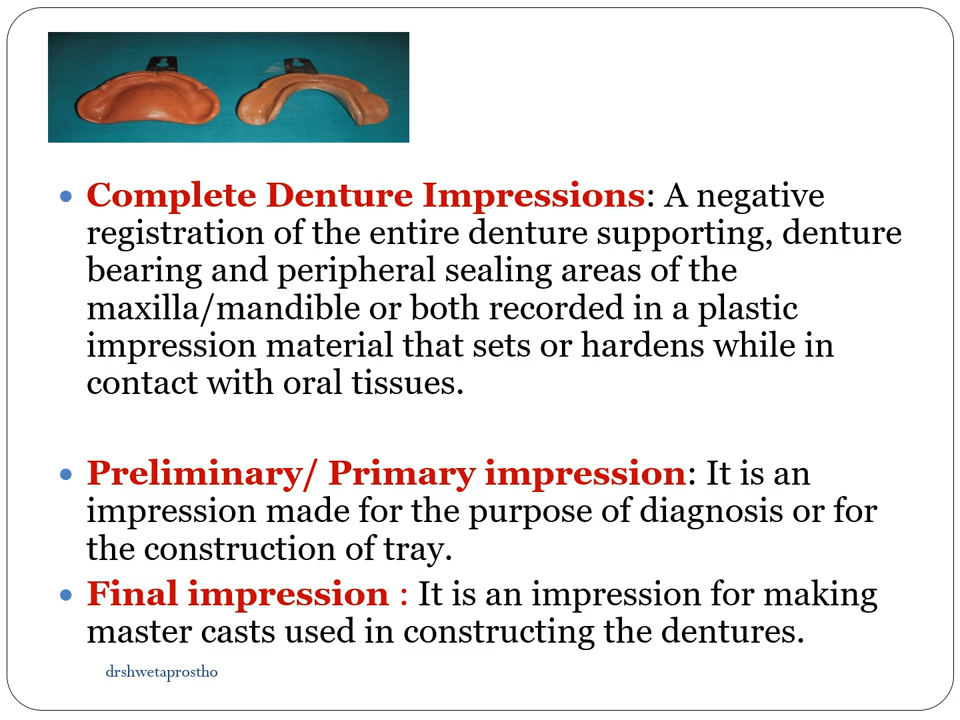 Complete Denture Impressions: A negative
registration of the entire denture supporting, denture
bearing and peripheral sealing areas of the
maxilla/mandible or both recorded in a plastic
impression material that sets or hardens while in
contact with oral tissues.
Preliminary/ Primary impression: It is an
impression made for the purpose of diagnosis or for
the construction of tray.
Final impression : It is an impression for making
master casts used in constructing the dentures.
drshwetaprostho